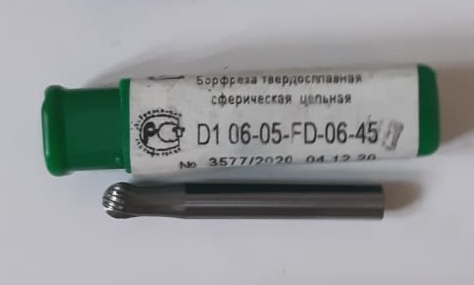 Борфреза твердосплавная
сферическая цельная
D1 06-05-FD-06-45
№ 3577/2020 04.12.20